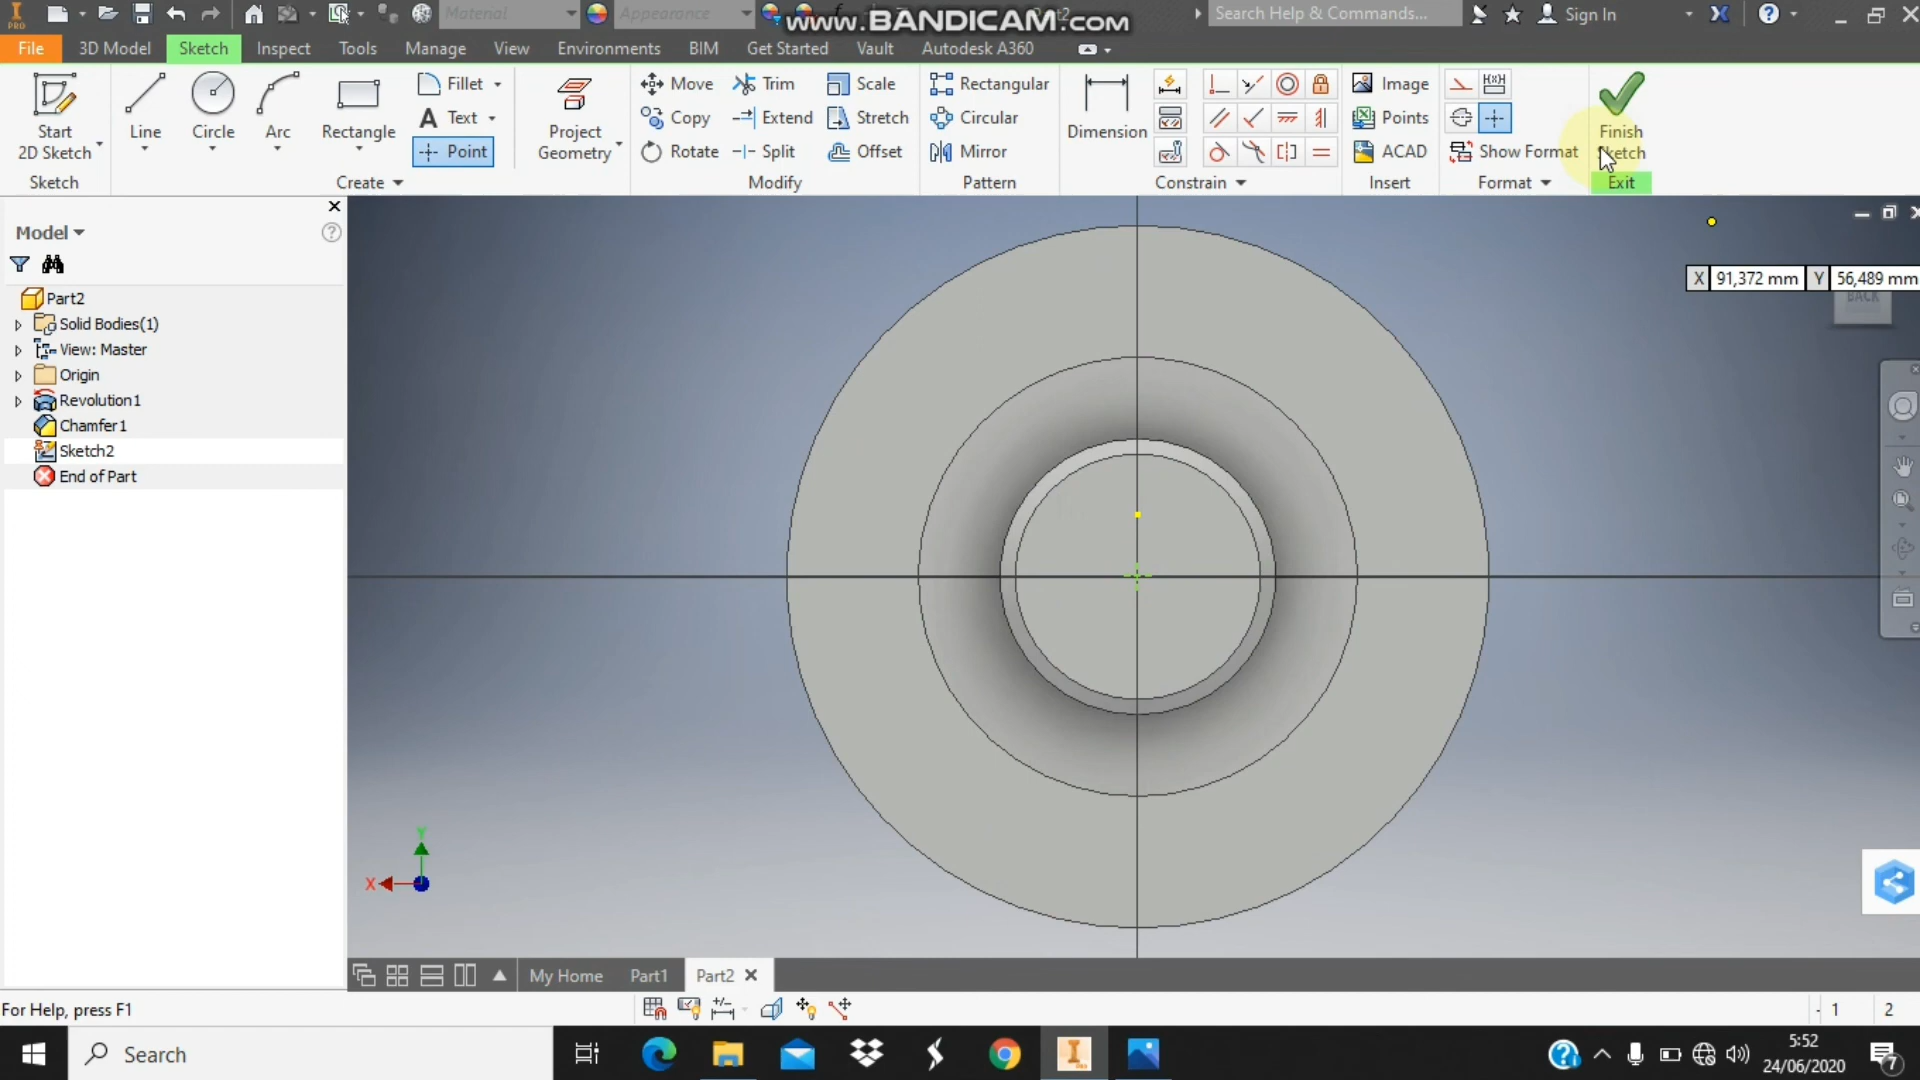 PRO
Material
Appearance
www.BANDICAM.com
Search Help & Commands...
Sign In
File
3D Model
Sketch
Inspect
Tools
Manage
View
Environments
BIM
Get Started
Vault
Autodesk A360
Start
2D Sketch
Line
Circle
Arc
Rectangle
Fillet
Text
Point
Project
Geometry
Move
Copy
Rotate
Trim
Extend
Split
Scale
Stretch
Offset
Rectangular
Circular
Mirror
Dimension
Image
Points
ACAD
Show Format
Finish
Sketch
Sketch
Create
Modify
Pattern
Constrain
Insert
Format
Exit
Model
Part2
Solid Bodies(1)
View: Master
Origin
Revolution1
Chamfer1
Sketch2
End of Part
X 91,372 mm Y 56,489 mm
BACK
Y
X
My Home
Part1
Part2
For Help, press F1
1
2
Search
5:52
24/06/2020
7